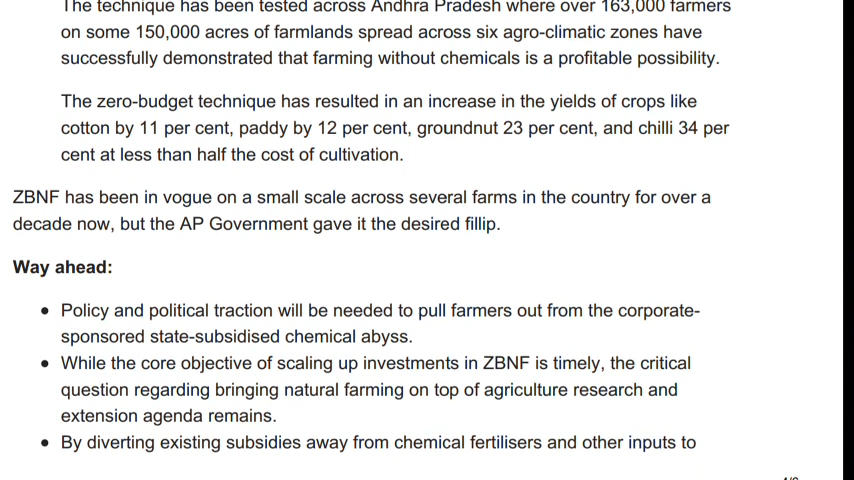 The technique has been tested across Andhra Pradesh where over 163,000 farmers
on some 150,000 acres of farmlands spread across six agro-climatic zones have
successfully demonstrated that farming without chemicals is a profitable possibility.
The zero-budget technique has resulted in an increase in the yields of crops like
cotton by 11 per cent, paddy by 12 per cent, groundnut 23 per cent, and chilli 34 per
cent at less than half the cost of cultivation.
ZBNF has been in vogue on a small scale across several farms in the country for over a
decade now, but the AP Government gave it the desired fillip.
Way ahead:
• Policy and political traction will be needed to pull farmers out from the corporate-
sponsored state-subsidised chemical abyss.
• While the core objective of scaling up investments in ZBNF is timely, the critical
question regarding bringing natural farming on top of agriculture research and
extension agenda remains.
• By diverting existing subsidies away from chemical fertilisers and other inputs to